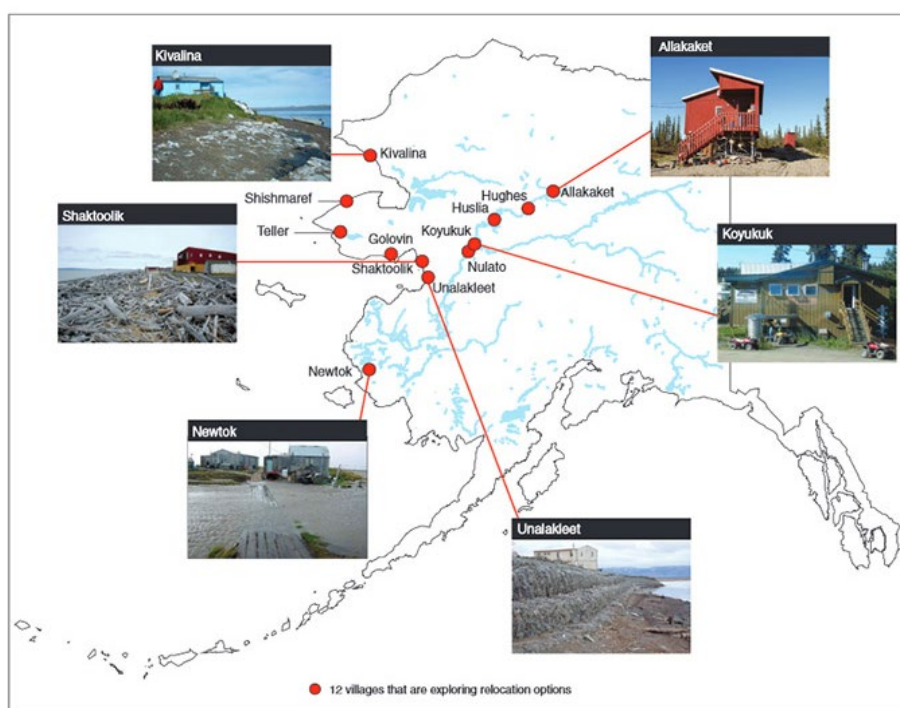 Kivalina
Allakaket
Kivalina
Shishmaref
Hughes
Allakaket
Huslia
Shaktoolik
Teller
Golovin
Koyukuk
Koyukuk
Shaktoolik
Nulato
Unalakleet
Newtok
Newtok
Unalakleet
12 villages that are exploring relocation options